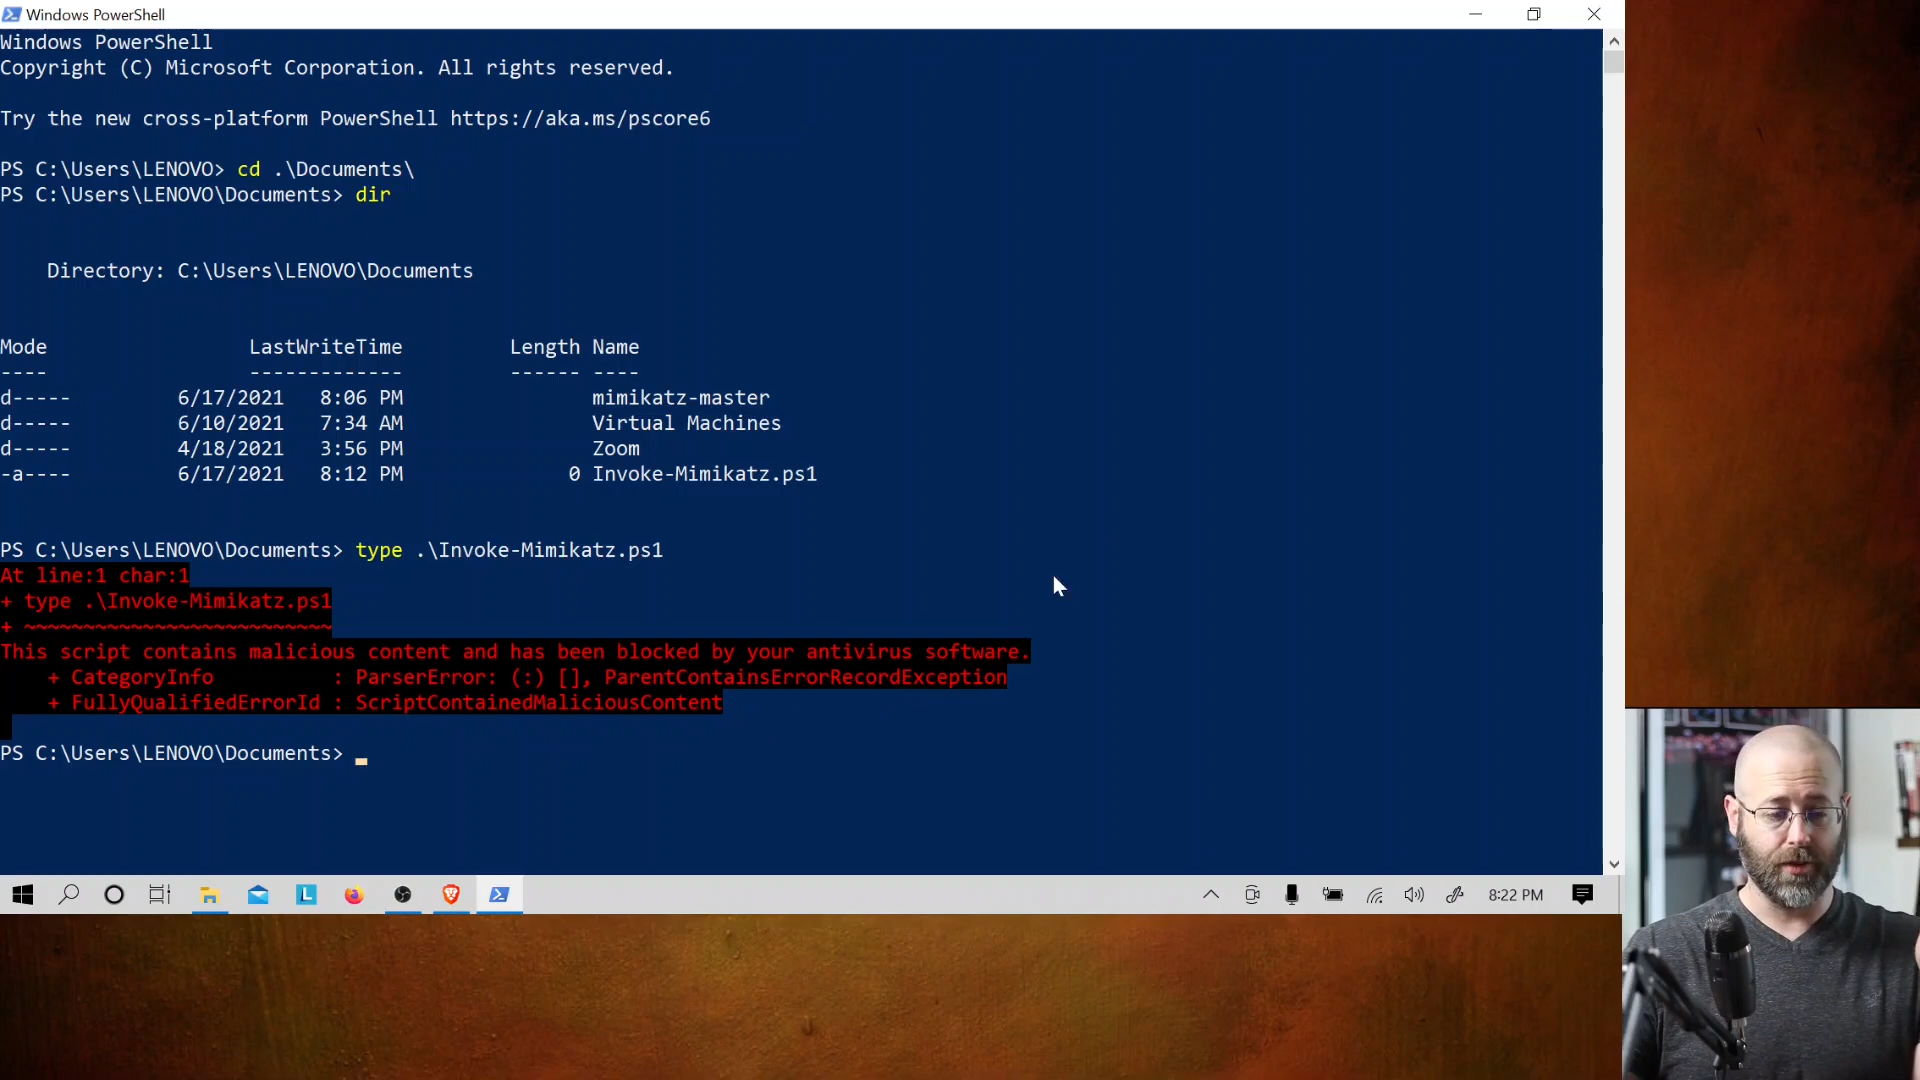 Windows PowerShell
Windows PowerShell
Copyright (C) Microsoft Corporation. All rights reserved.
Try the new cross-platform PowerShell https://aka.ms/pscore6
PS C:\Users\LENOVO> cd .\Documents\
PS C:\Users\LENOVO\Documents> dir
Directory: C:\Users\LENOVO\Documents
Mode                 LastWriteTime         Length Name
----                 -------------         ------ ----
d-----         6/17/2021   8:06 PM                mimikatz-master
d-----         6/10/2021   7:34 AM                Virtual Machines
d-----         4/18/2021   3:56 PM                Zoom
-a----         6/17/2021   8:12 PM              0 Invoke-Mimikatz.ps1
PS C:\Users\LENOVO\Documents> type .\Invoke-Mimikatz.ps1
At line:1 char:1
+ type .\Invoke-Mimikatz.ps1
+ ~~~~~~~~~~~~~~~~~~~~~~~~~~
This script contains malicious content and has been blocked by your antivirus software.
+ CategoryInfo          : ParserError: (:) [], ParentContainsErrorRecordException
+ FullyQualifiedErrorId : ScriptContainedMaliciousContent
PS C:\Users\LENOVO\Documents> _
L
8:22 PM